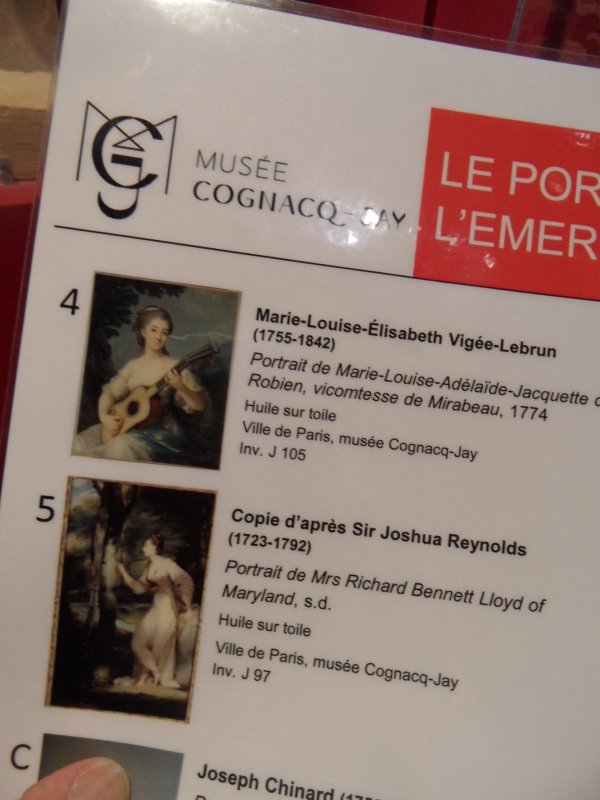 MUSÉE
COGNACQ-JAY
LE POR
L'EMER
4
Marie-Louise-Élisabeth Vigée-Lebrun
(1755-1842)
Portrait de Marie-Louise-Adélaïde-Jacquette
Robien, vicomtesse de Mirabeau, 1774
Huile sur toile
Ville de Paris, musée Cognacq-Jay
Inv. J 105
5
Copie d'après Sir Joshua Reynolds
(1723-1792)
Portrait de Mrs Richard Bennett Lloyd of
Maryland, s.d.
Huile sur toile
Ville de Paris, musée Cognacq-Jay
Inv. J 97
C
Joseph Chinard